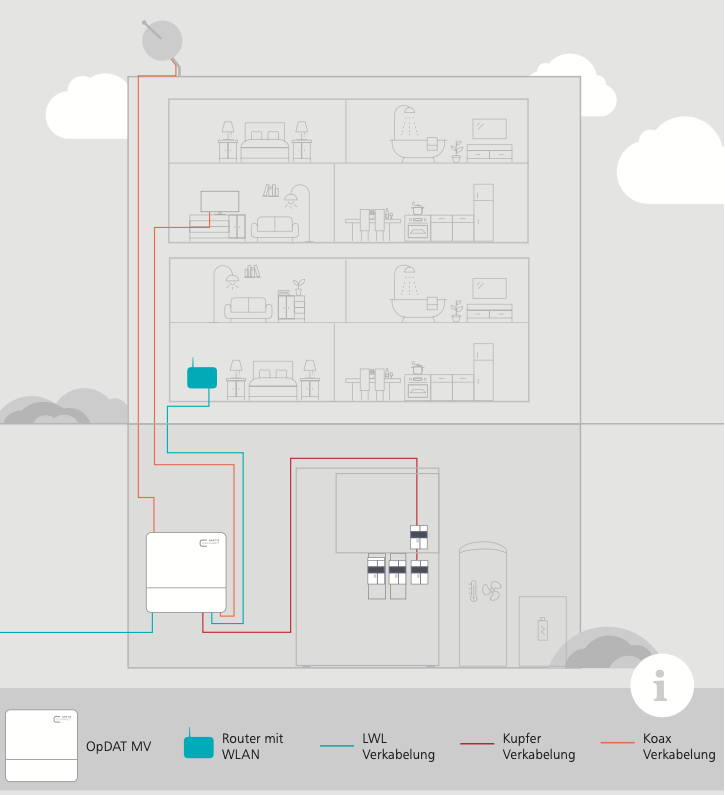 OpDAT MV
Router mit
WLAN
LWL
Verkabelung
Kupfer
Verkabelung
Koax
Verkabelung
i